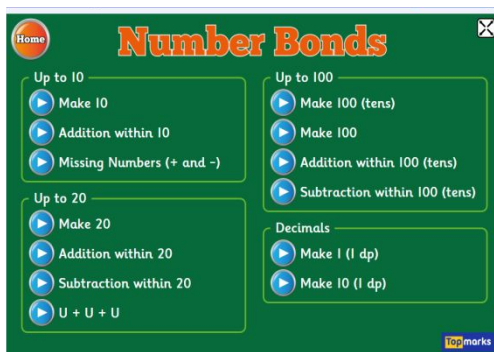 Home
Number Bonds
Up to 10
Make 10
Addition within 10
Missing Numbers (+ and -)
Up to 20
Make 20
Addition within 20
Subtraction within 20
U + U + U
Up to 100
Make 100 (tens)
Make 100
Addition within 100 (tens)
Subtraction within 100 (tens)
Decimals
Make 1 (1 dp)
Make 10 (1 dp)
Topmarks